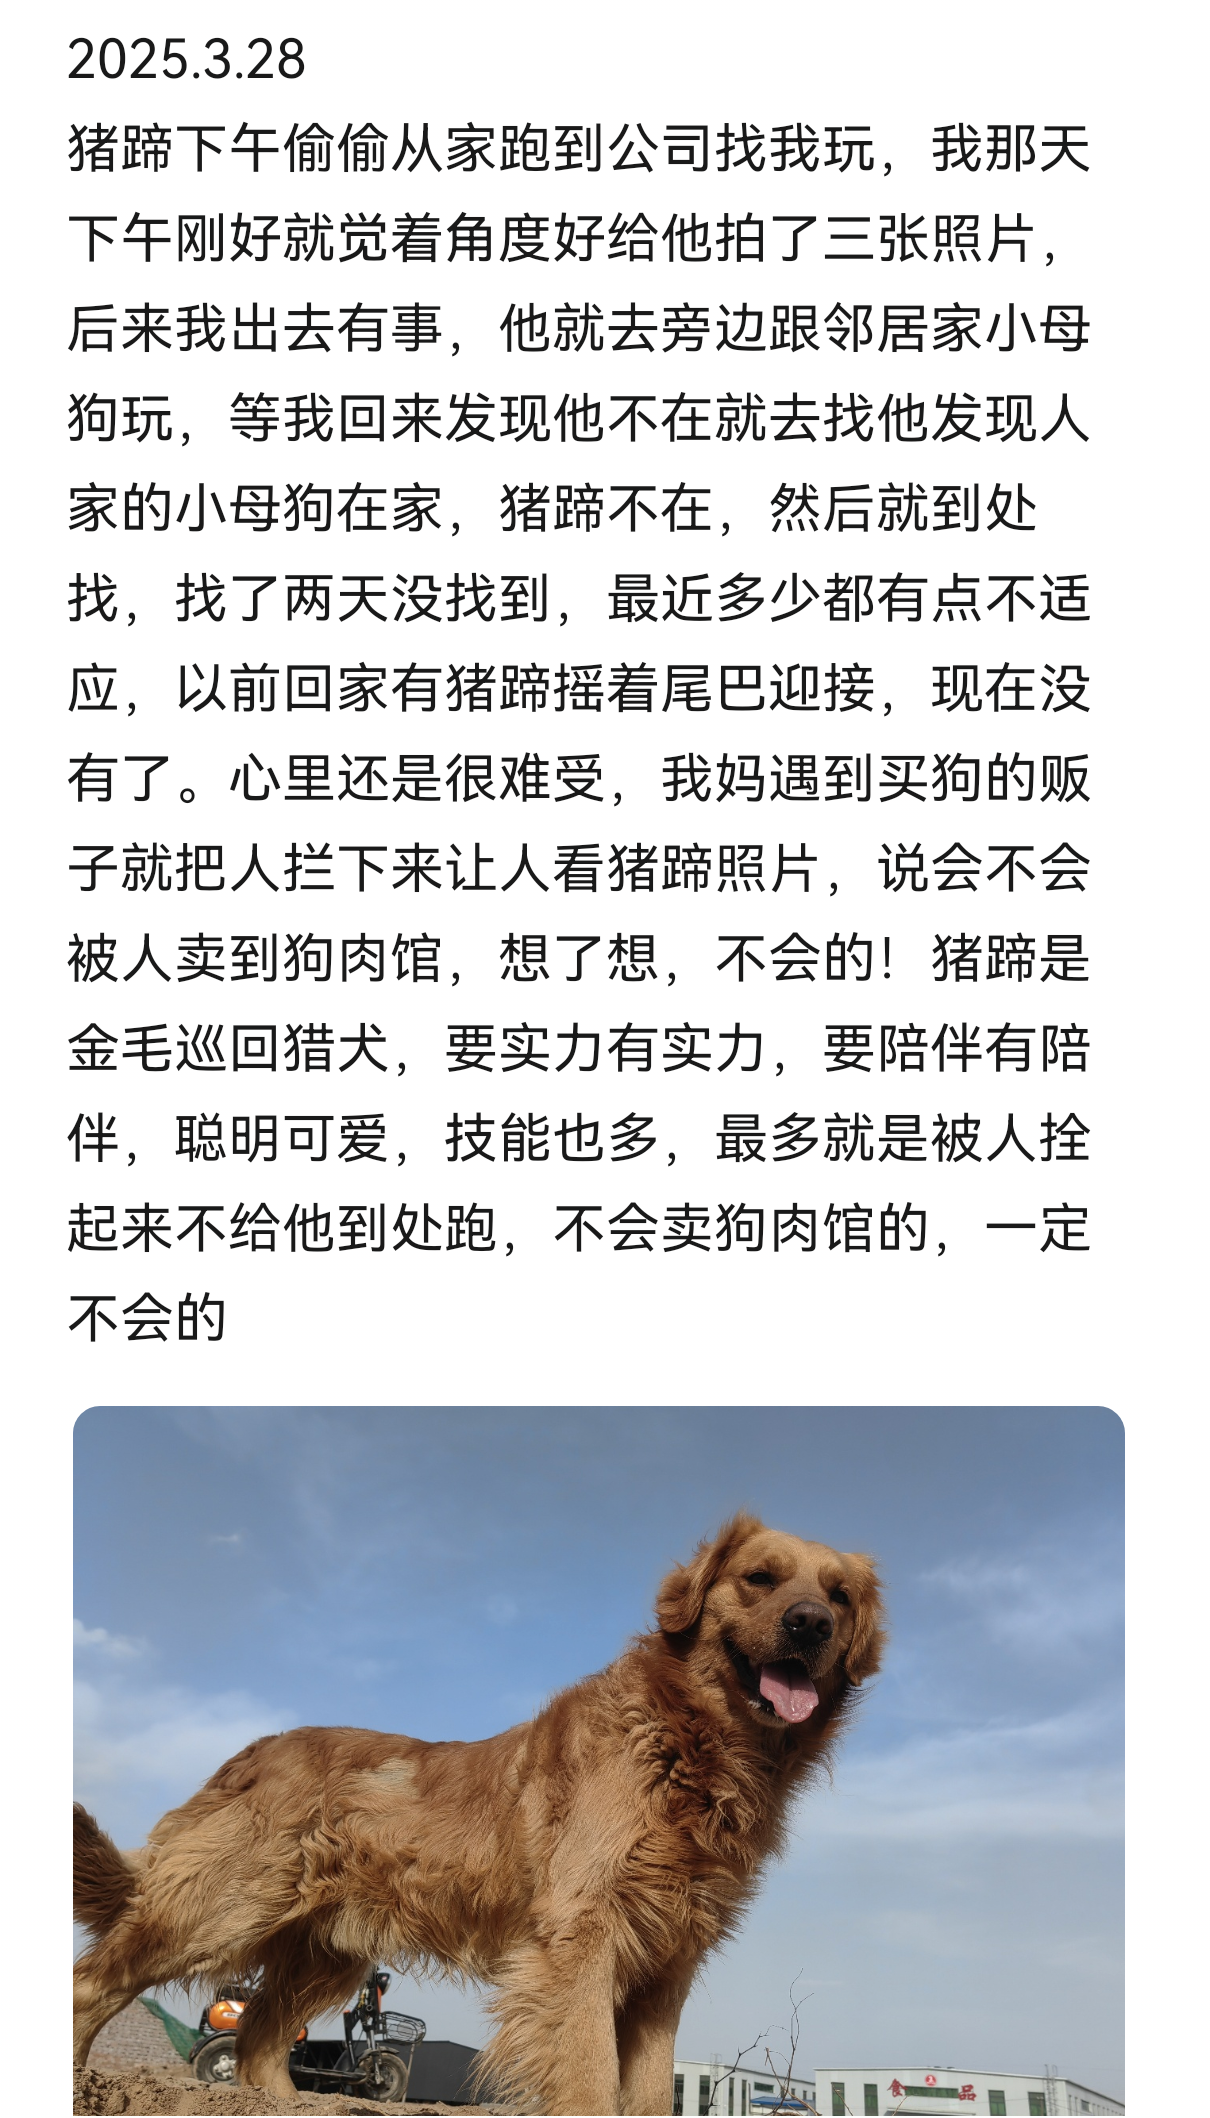 2025.3.28
猪蹄下午偷偷从家跑到公司找我玩，我那天
下午刚好就觉着角度好给他拍了三张照片，
后来我出去有事，他就去旁边跟邻居家小母
狗玩，等我回来发现他不在就去找他发现人
家的小母狗在家，猪蹄不在，然后就到处
找，找了两天没找到，最近多少都有点不适
应，以前回家有猪蹄摇着尾巴迎接，现在没
有了。心里还是很难受，我妈遇到买狗的贩
子就把人拦下来让人看猪蹄照片，说会不会
被人卖到狗肉馆，想了想，不会的！猪蹄是
金毛巡回猎犬，要实力有实力，要陪伴有陪
伴，聪明可爱，技能也多，最多就是被人拴
起来不给他到处跑，不会卖狗肉馆的，一定
不会的
食品